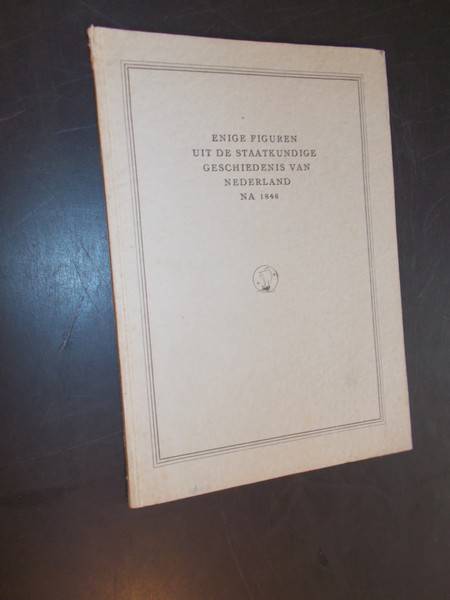 ENIGE FIGUREN
UIT DE STAATKUNDIGE
GESCHIEDENIS VAN
NEDERLAND
NA 1848